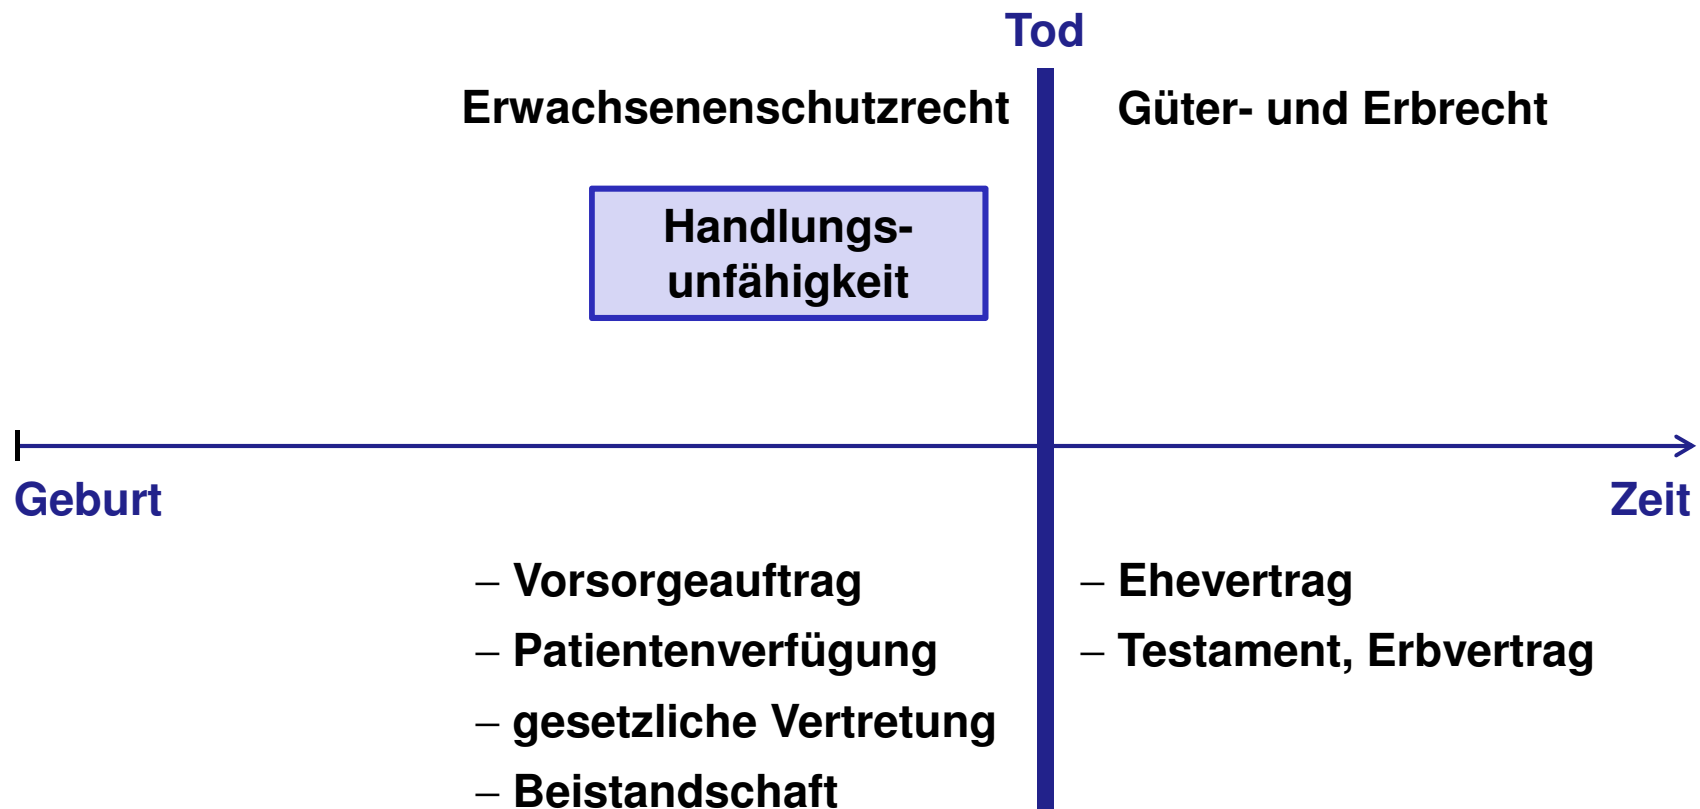 Tod
Erwachsenenschutzrecht
Güter- und Erbrecht
Handlungs-
unfähigkeit
Geburt
Zeit
– Vorsorgeauftrag
– Patientenverfügung
– gesetzliche Vertretung
– Beistandschaft
– Ehevertrag
– Testament, Erbvertrag